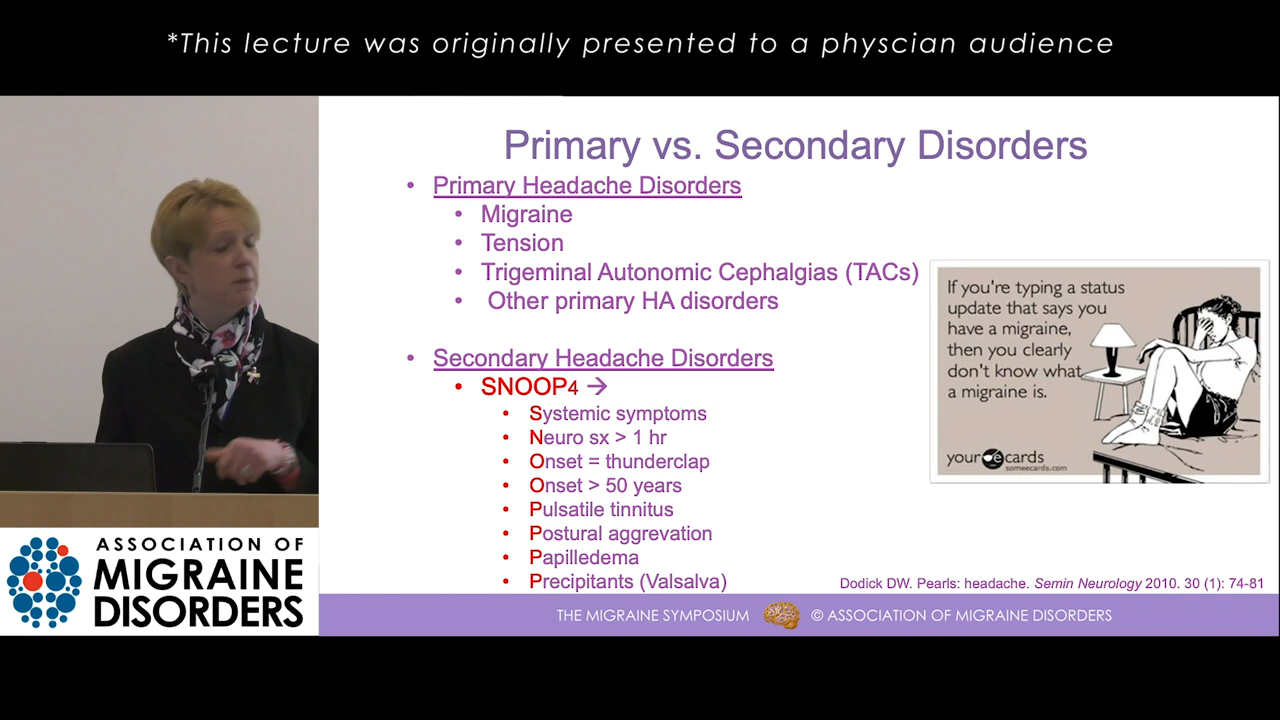 *This lecture was originally presented to a physcian audience
Primary vs. Secondary Disorders
• Primary Headache Disorders
• Migraine
• Tension
• Trigeminal Autonomic Cephalgias (TACs)
• Other primary HA disorders
• Secondary Headache Disorders
• SNOOP4 →
• Systemic symptoms
• Neuro sx > 1 hr
• Onset = thunderclap
• Onset > 50 years
• Pulsatile tinnitus
• Postural aggrevation
• Papilledema
• Precipitants (Valsalva)
If you're typing a status
update that says you
have a migraine,
then you clearly
don't know what
a migraine is.
your e cards
someecards.com
Dodick DW. Pearls: headache. Semin Neurology 2010. 30 (1): 74-81
ASSOCIATION OF
MIGRAINE
DISORDERS
THE MIGRAINE SYMPOSIUM © ASSOCIATION OF MIGRAINE DISORDERS